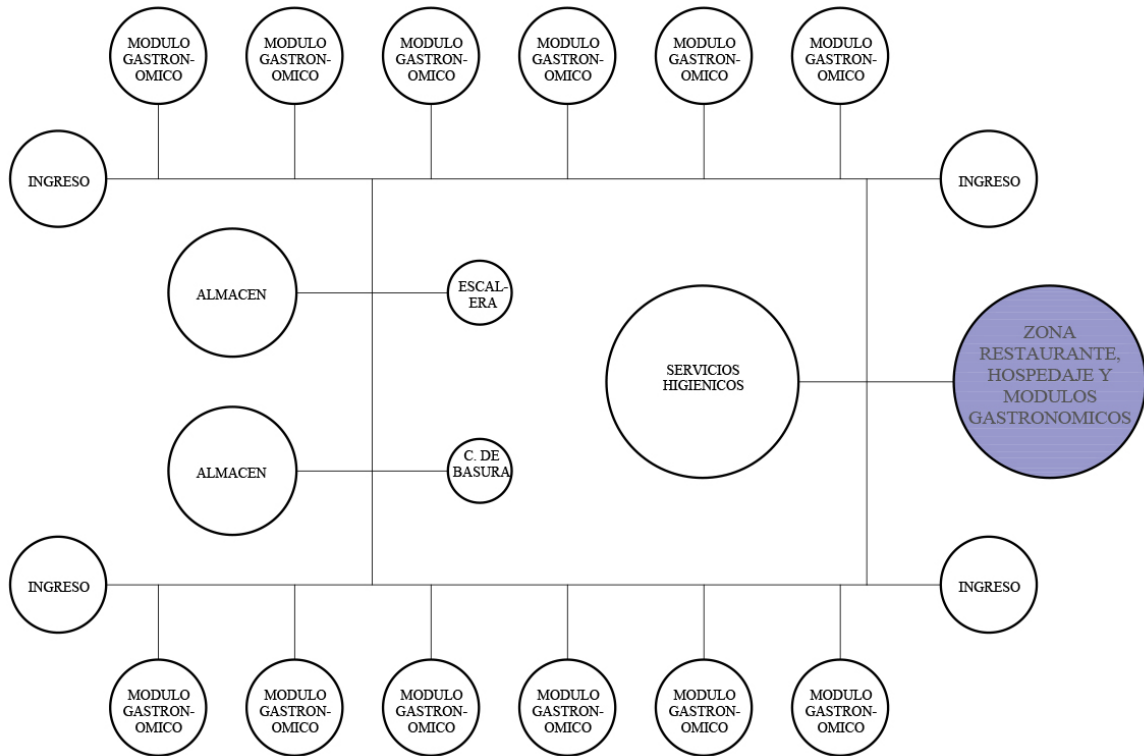 MODULO
GASTRON-
OMICO
MODULO
GASTRON-
OMICO
MODULO
GASTRON-
OMICO
MODULO
GASTRON-
OMICO
MODULO
GASTRON-
OMICO
MODULO
GASTRON-
OMICO
INGRESO
INGRESO
ALMACEN
ESCAL-
ERA
SERVICIOS
HIGIENICOS
ZONA
RESTAURANTE,
HOSPEDAJE Y
MODULOS
GASTRONOMICOS
ALMACEN
C. DE
BASURA
INGRESO
INGRESO
MODULO
GASTRON-
OMICO
MODULO
GASTRON-
OMICO
MODULO
GASTRON-
OMICO
MODULO
GASTRON-
OMICO
MODULO
GASTRON-
OMICO
MODULO
GASTRON-
OMICO